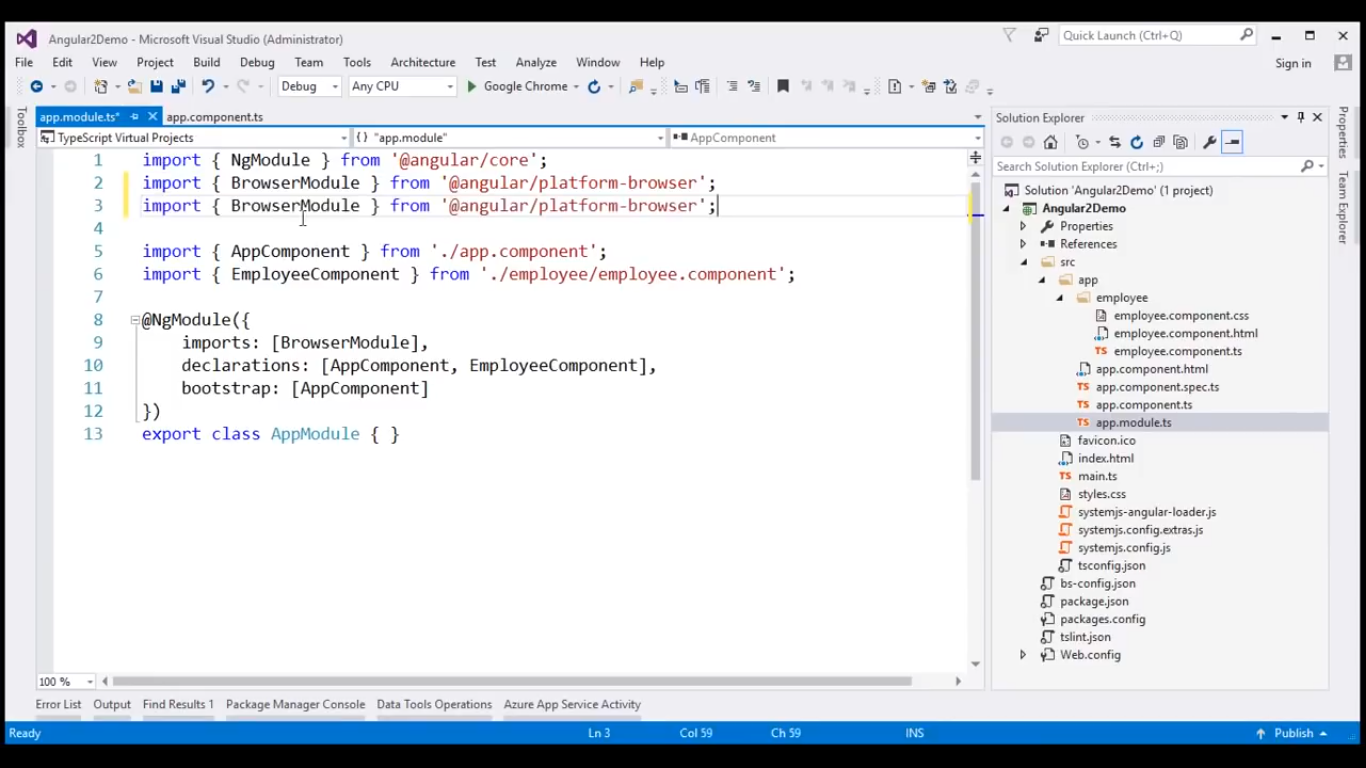 Angular2Demo - Microsoft Visual Studio (Administrator)
Quick Launch (Ctrl+Q)
File Edit View Project Build Debug Team Tools Architecture Test Analyze Window Help
Sign in
Debug Any CPU Google Chrome
Toolbox
app.module.ts* app.component.ts
TypeScript Virtual Projects {} "app.module" AppComponent
1 import { NgModule } from '@angular/core';
2 import { BrowserModule } from '@angular/platform-browser';
3 import { BrowserModule } from '@angular/platform-browser';
4
5 import { AppComponent } from './app.component';
6 import { EmployeeComponent } from './employee/employee.component';
7
8 @NgModule({
9 imports: [BrowserModule],
10 declarations: [AppComponent, EmployeeComponent],
11 bootstrap: [AppComponent]
12 })
13 export class AppModule { }
100 %
Solution Explorer
Search Solution Explorer (Ctrl+;)
Solution 'Angular2Demo' (1 project)
Angular2Demo
Properties
References
src
app
employee
employee.component.css
employee.component.html
TS employee.component.ts
app.component.html
TS app.component.spec.ts
TS app.component.ts
TS app.module.ts
favicon.ico
index.html
TS main.ts
styles.css
systemjs-angular-loader.js
systemjs.config.extras.js
systemjs.config.js
tsconfig.json
bs-config.json
package.json
packages.config
tslint.json
Web.config
Properties
Team Explorer
Error List Output Find Results 1 Package Manager Console Data Tools Operations Azure App Service Activity
Ready Ln 3 Col 59 Ch 59 INS Publish